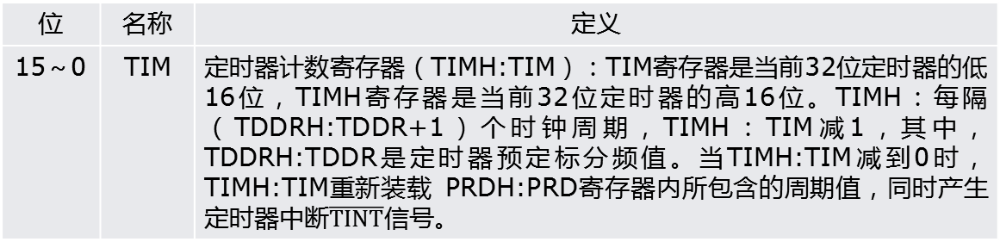 位 名称 定义
15～0 TIM 定时器计数寄存器（TIMH:TIM）：TIM寄存器是当前32位定时器的低
16位，TIMH寄存器是当前32位定时器的高16位。TIMH：每隔
（TDDRH:TDDR+1）个时钟周期，TIMH：TIM减1，其中，
TDDRH:TDDR是定时器预定标分频值。当TIMH:TIM减到0时，
TIMH:TIM重新装载 PRDH:PRD寄存器内所包含的周期值，同时产生
定时器中断T̅I̅N̅T̅信号。